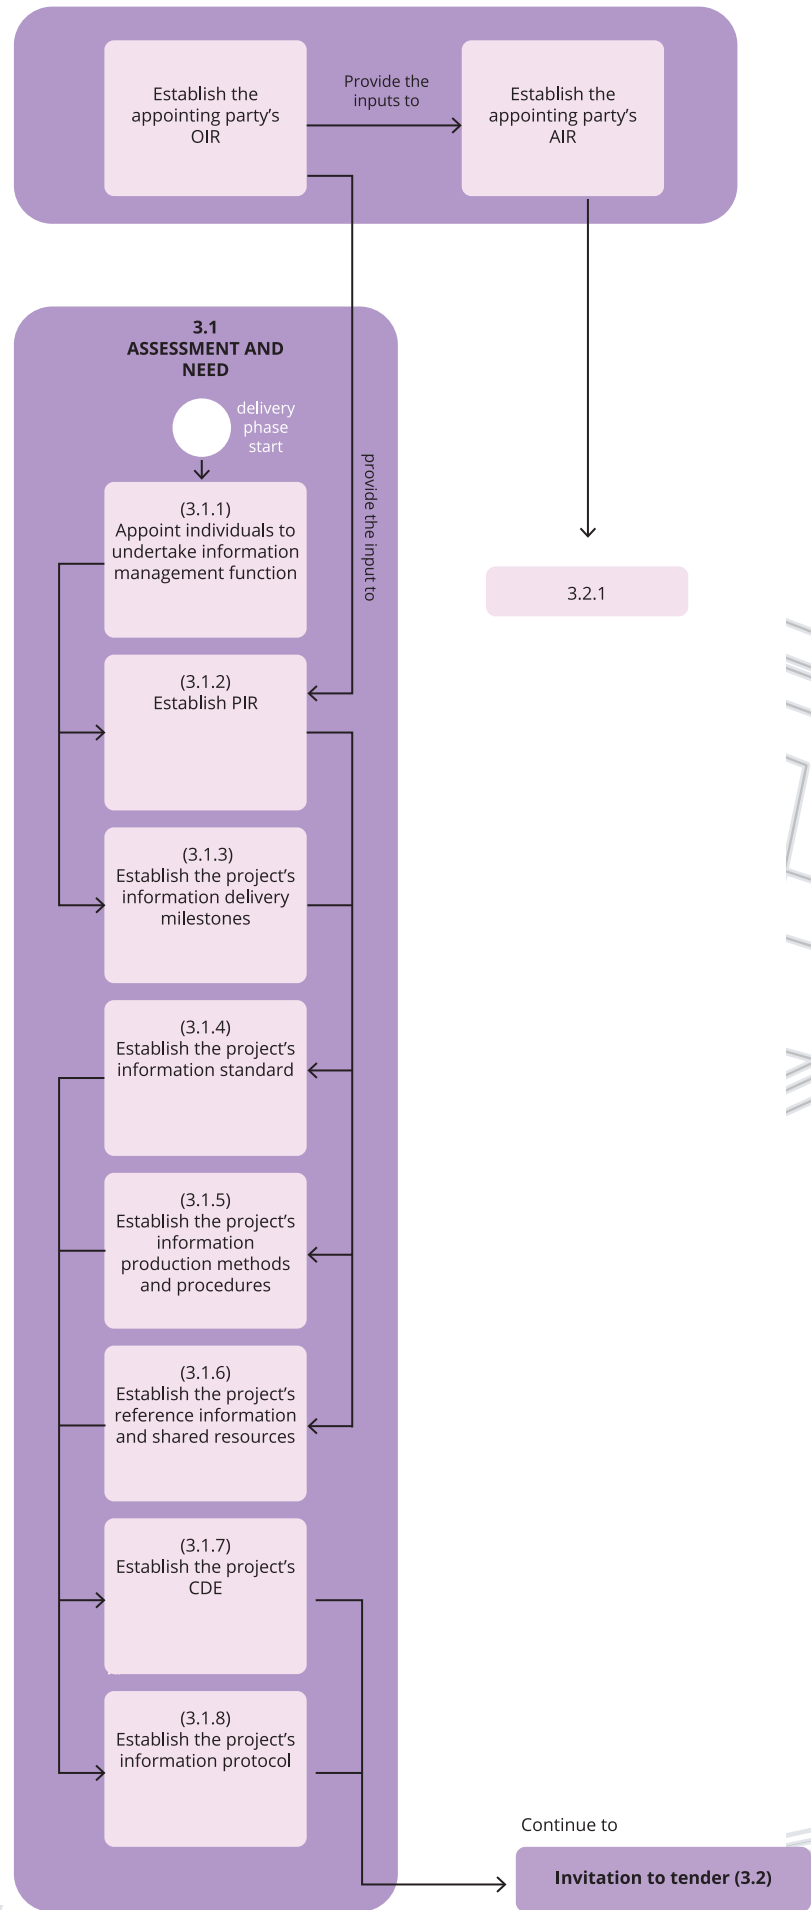 Establish the
appointing party’s
OIR
Provide the
inputs to
Establish the
appointing party’s
AIR
3.1
ASSESSMENT AND
NEED
delivery
phase
start
provide the input to
(3.1.1)
Appoint individuals to
undertake information
management function
3.2.1
(3.1.2)
Establish PIR
(3.1.3)
Establish the project’s
information delivery
milestones
(3.1.4)
Establish the project’s
information standard
(3.1.5)
Establish the project’s
information
production methods
and procedures
(3.1.6)
Establish the project’s
reference information
and shared resources
(3.1.7)
Establish the project’s
CDE
(3.1.8)
Establish the project’s
information protocol
Continue to
Invitation to tender (3.2)